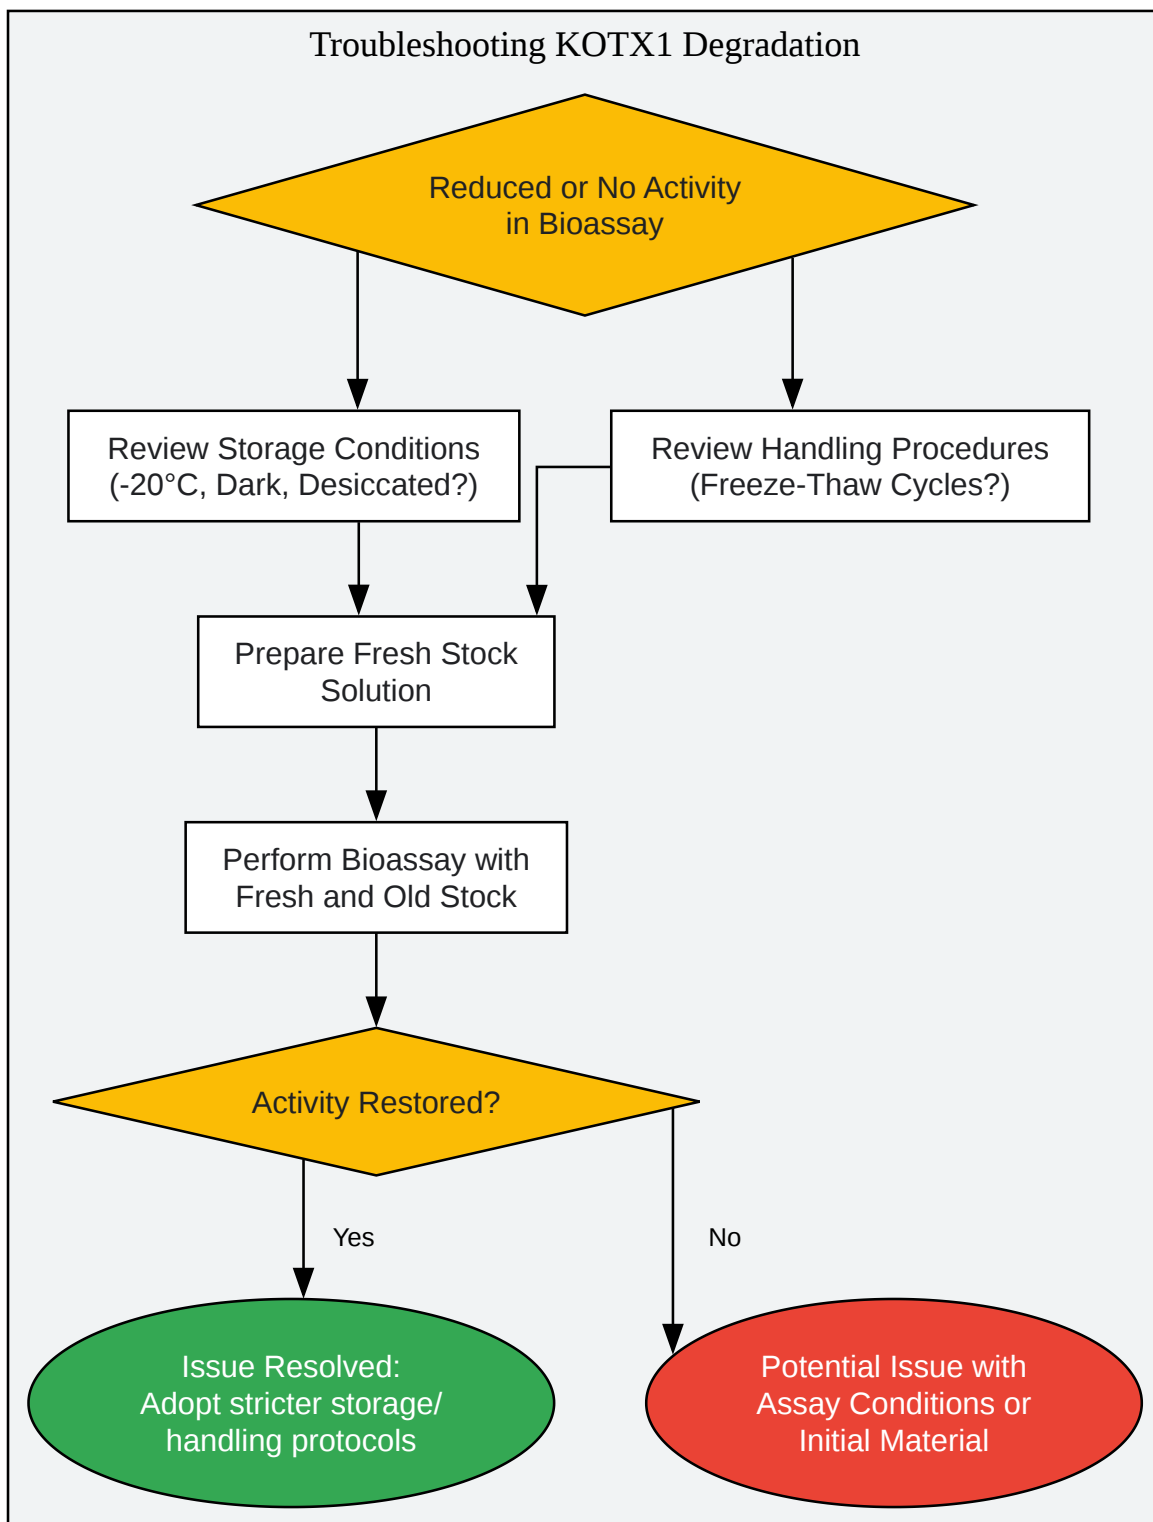 Troubleshooting KOTX1 Degradation
Reduced or No Activity
in Bioassay
Review Storage Conditions
(-20°C, Dark, Desiccated?)
Review Handling Procedures
(Freeze-Thaw Cycles?)
Prepare Fresh Stock
Solution
Perform Bioassay with
Fresh and Old Stock
Activity Restored?
Yes
No
Issue Resolved:
Adopt stricter storage/
handling protocols
Potential Issue with
Assay Conditions or
Initial Material